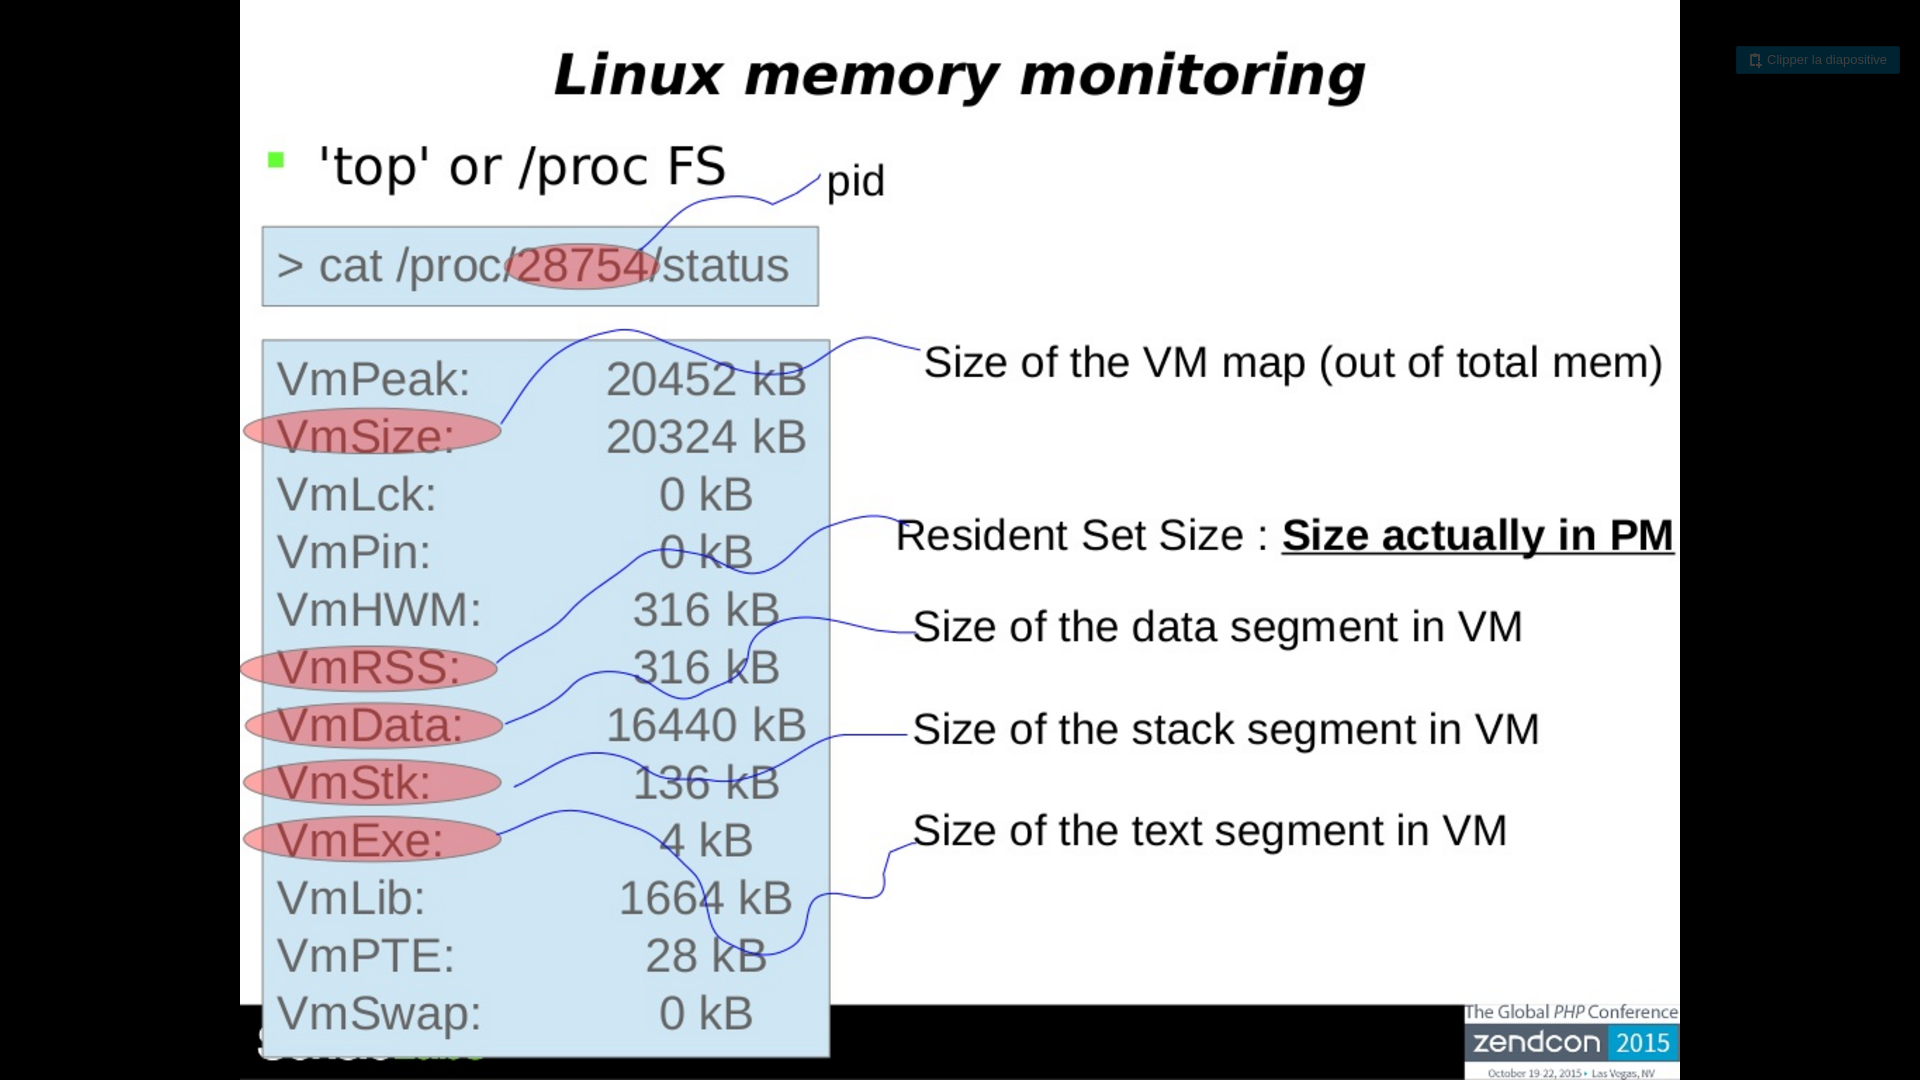 Clipper la diapositive
Linux memory monitoring
'top' or /proc FS
pid
> cat /proc/28754/status
VmPeak: 20452 kB
Size of the VM map (out of total mem)
VmSize: 20324 kB
VmLck: 0 kB
VmPin: 0 kB
Resident Set Size : Size actually in PM
VmHWM: 316 kB
Size of the data segment in VM
VmRSS: 316 kB
VmData: 16440 kB
Size of the stack segment in VM
VmStk: 136 kB
VmExe: 4 kB
Size of the text segment in VM
VmLib: 1664 kB
VmPTE: 28 kB
VmSwap: 0 kB
The Global PHP Conference
zendcon 2015
October 19-22, 2015 • Las Vegas, NV